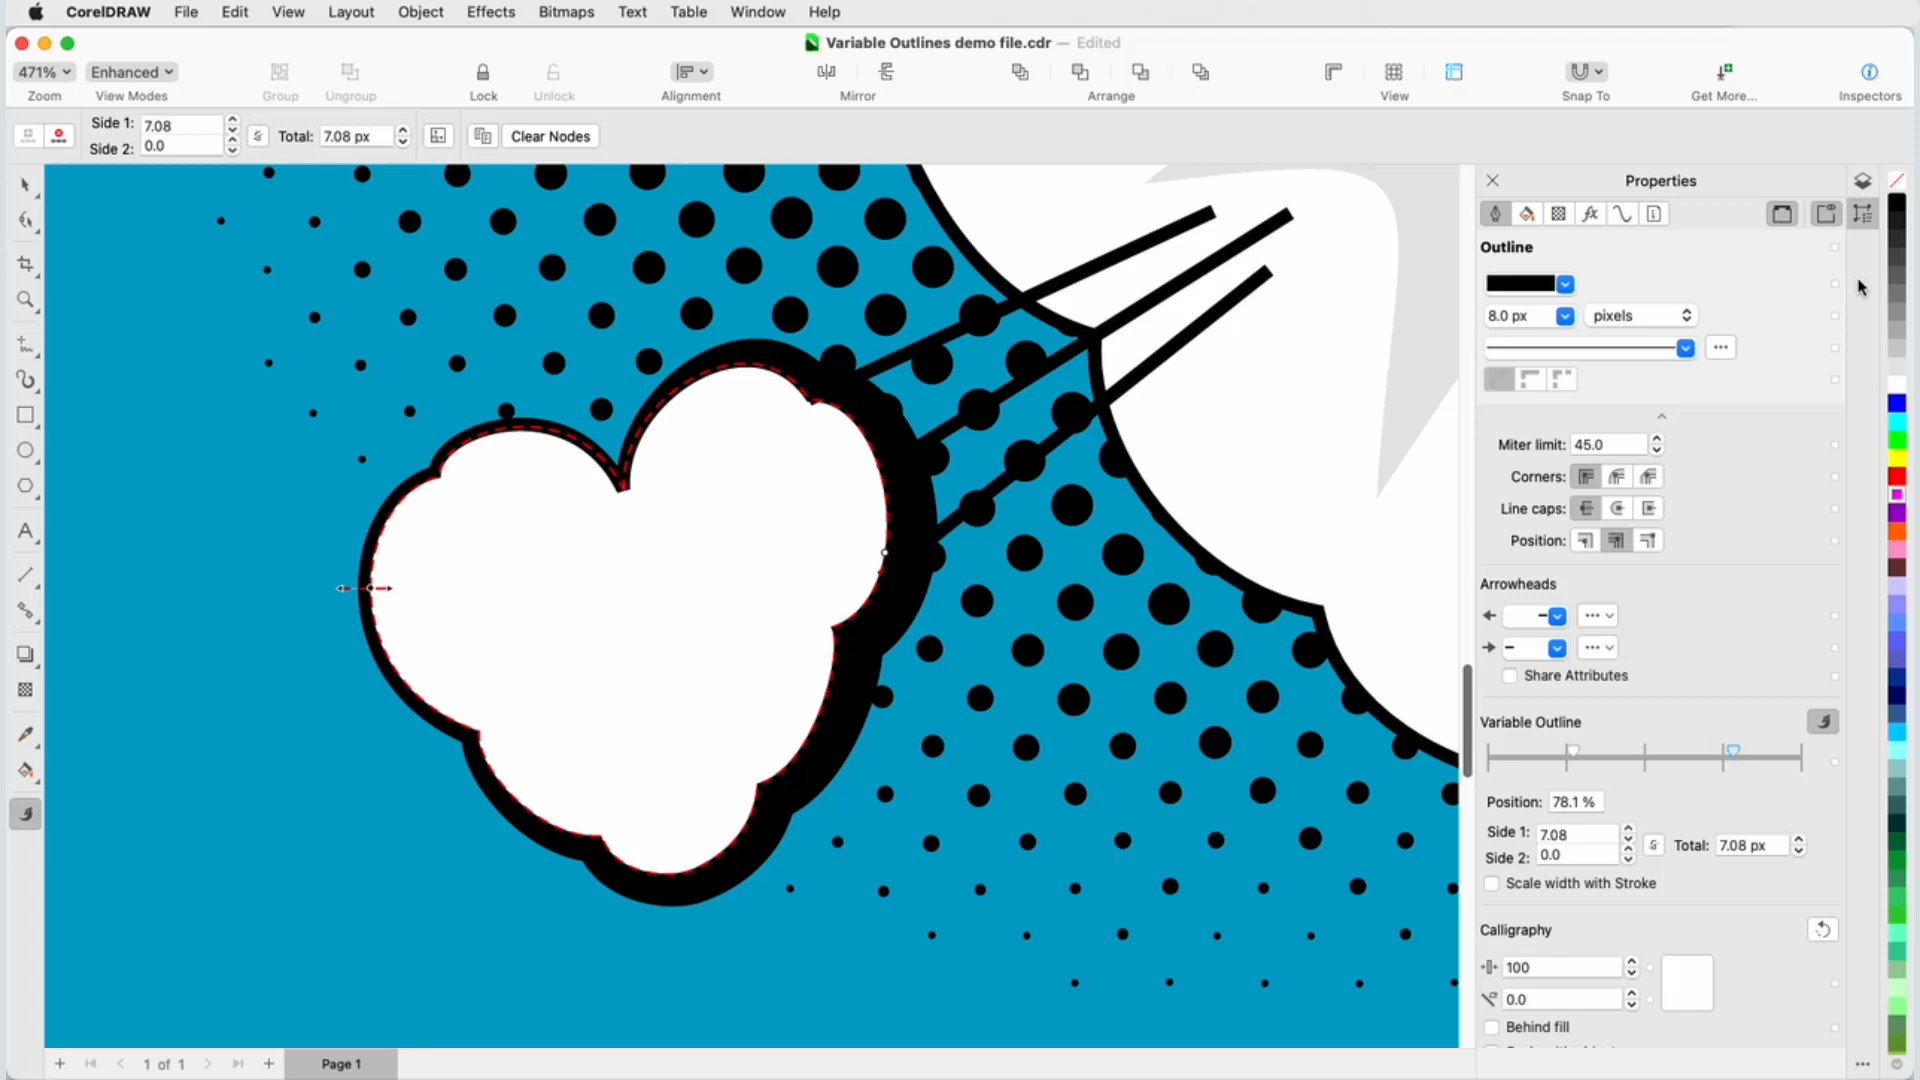 CorelDRAW File Edit View Layout Object Effects Bitmaps Text Table Window Help
Variable Outlines demo file.cdr — Edited
471% Enhanced
Zoom View Modes Group Ungroup Lock Unlock Alignment Mirror Arrange View Snap To Get More... Inspectors
Side 1: 7.08
Side 2: 0.0
Total: 7.08 px
Clear Nodes
Properties
Outline
8.0 px pixels
Miter limit: 45.0
Corners:
Line caps:
Position:
Arrowheads
Share Attributes
Variable Outline
Position: 78.1 %
Side 1: 7.08
Side 2: 0.0
Total: 7.08 px
Scale width with Stroke
Calligraphy
100
0.0
Behind fill
1 of 1
Page 1